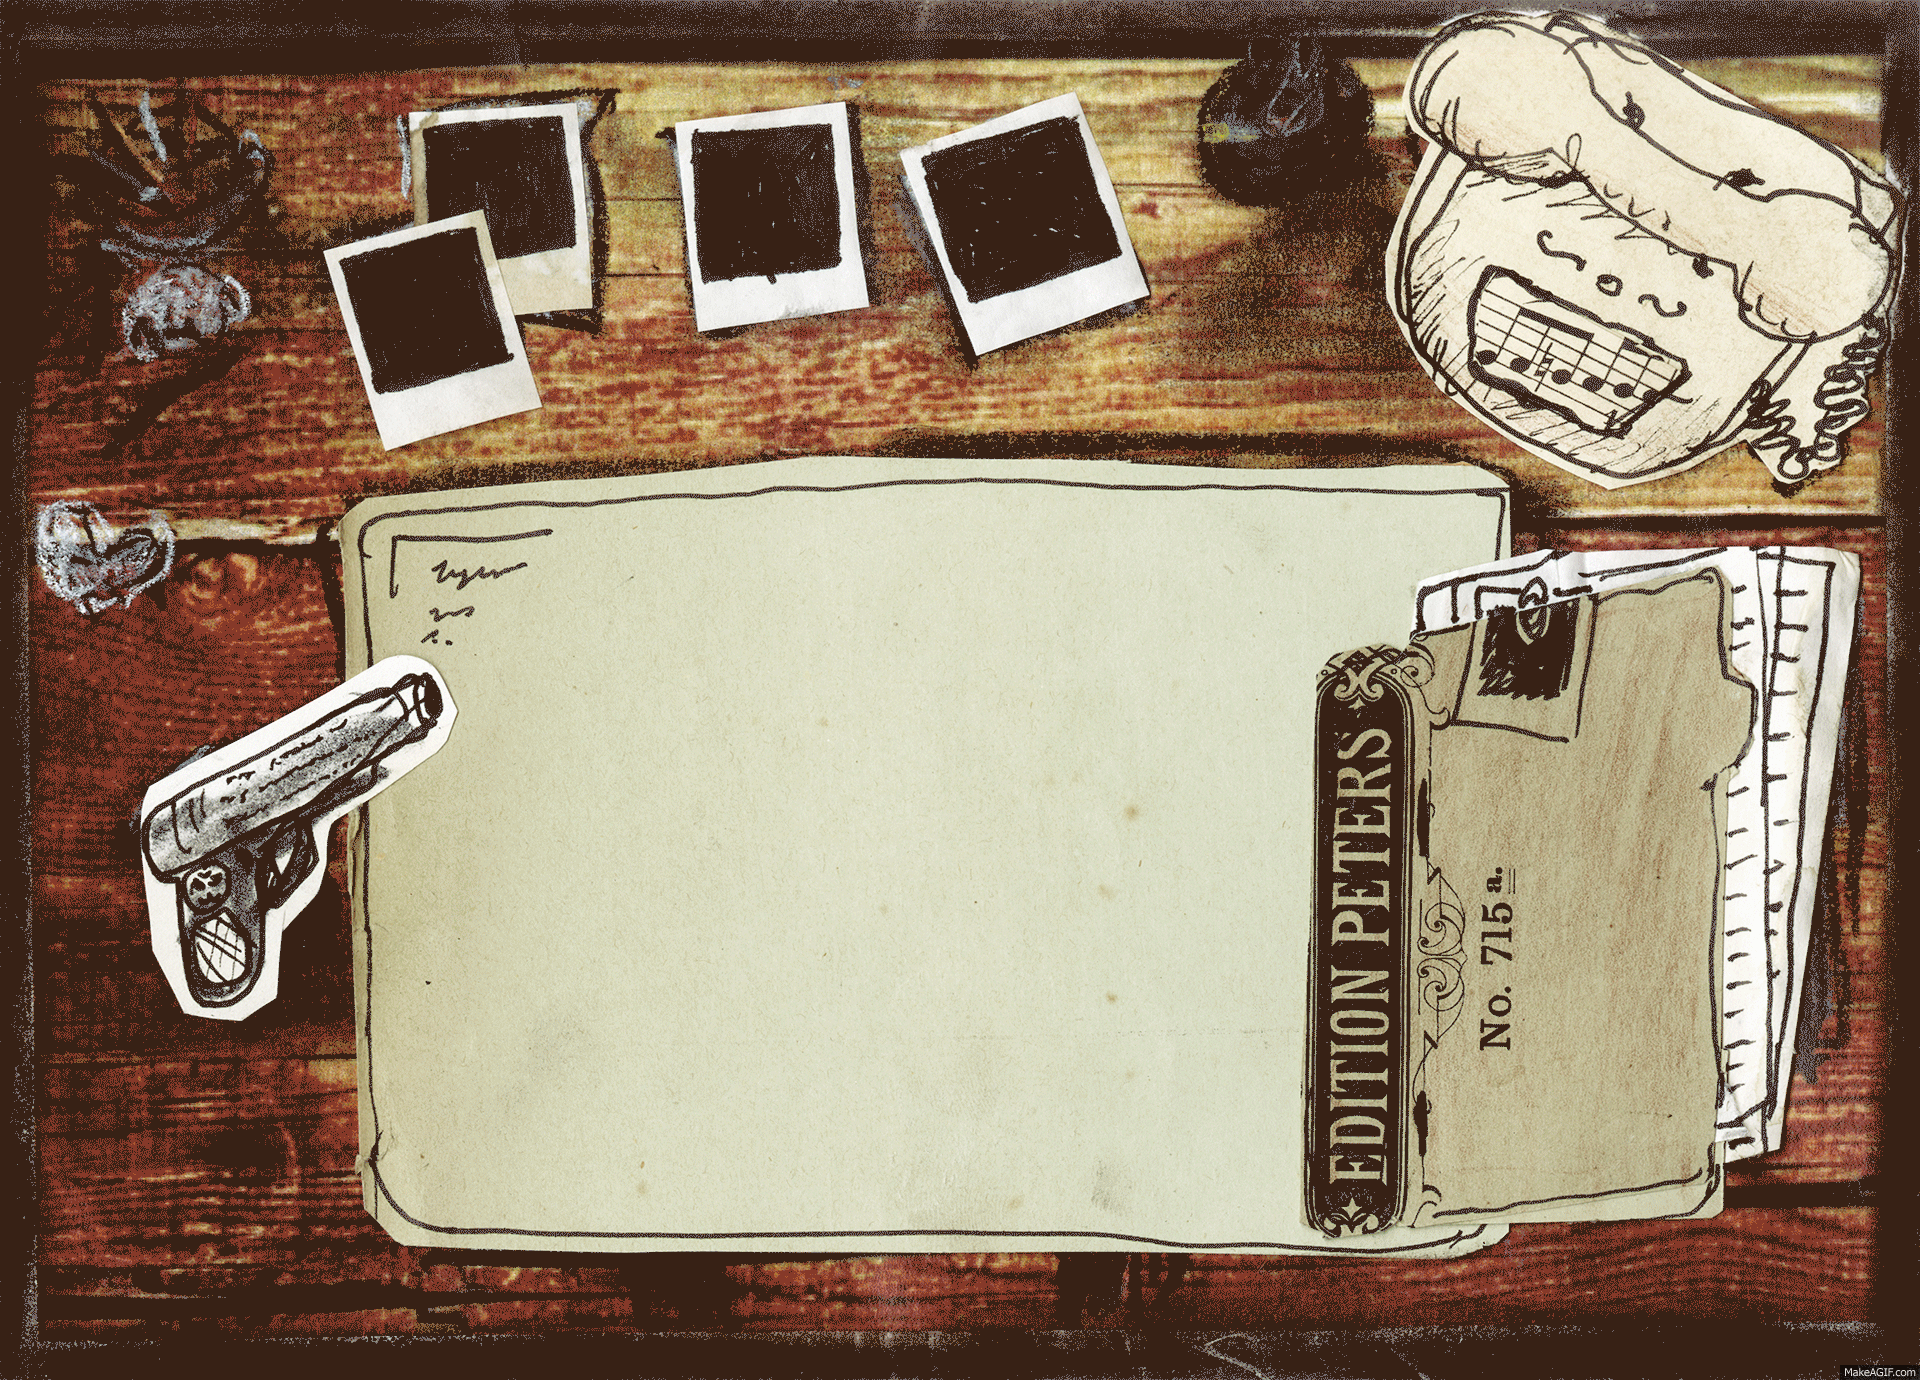 EDITION PETERS
No. 715 a.
MakeAGIF.com